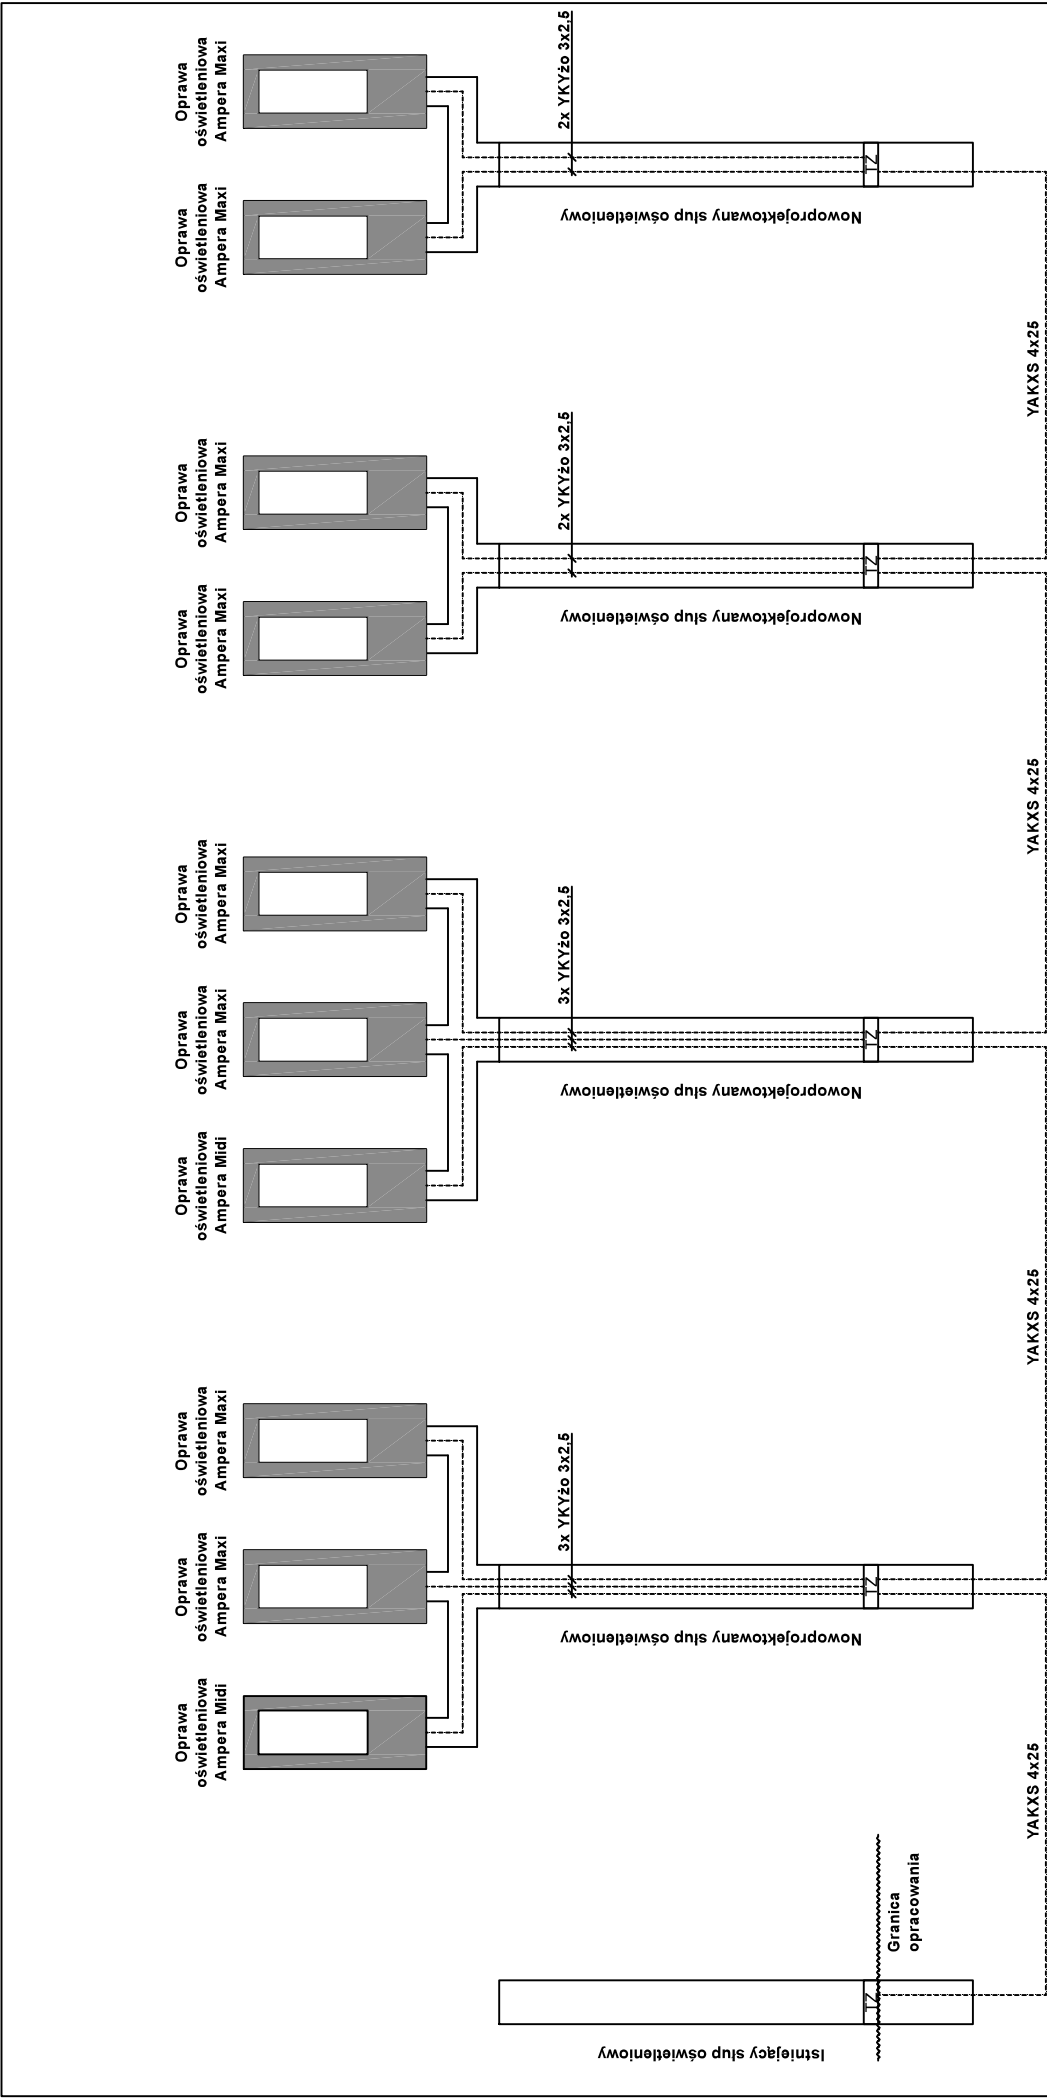 Istniejący słup oświetleniowy
TZ
Granica
opracowania
YAKXS 4x25
Oprawa
oświetleniowa
Ampera Midi
Oprawa
oświetleniowa
Ampera Maxi
Oprawa
oświetleniowa
Ampera Maxi
3x YKYżo 3x2,5
Nowoprojektowany słup oświetleniowy
TZ
YAKXS 4x25
Oprawa
oświetleniowa
Ampera Midi
Oprawa
oświetleniowa
Ampera Maxi
Oprawa
oświetleniowa
Ampera Maxi
3x YKYżo 3x2,5
Nowoprojektowany słup oświetleniowy
TZ
YAKXS 4x25
Oprawa
oświetleniowa
Ampera Maxi
Oprawa
oświetleniowa
Ampera Maxi
2x YKYżo 3x2,5
Nowoprojektowany słup oświetleniowy
TZ
YAKXS 4x25
Oprawa
oświetleniowa
Ampera Maxi
Oprawa
oświetleniowa
Ampera Maxi
2x YKYżo 3x2,5
Nowoprojektowany słup oświetleniowy
TZ